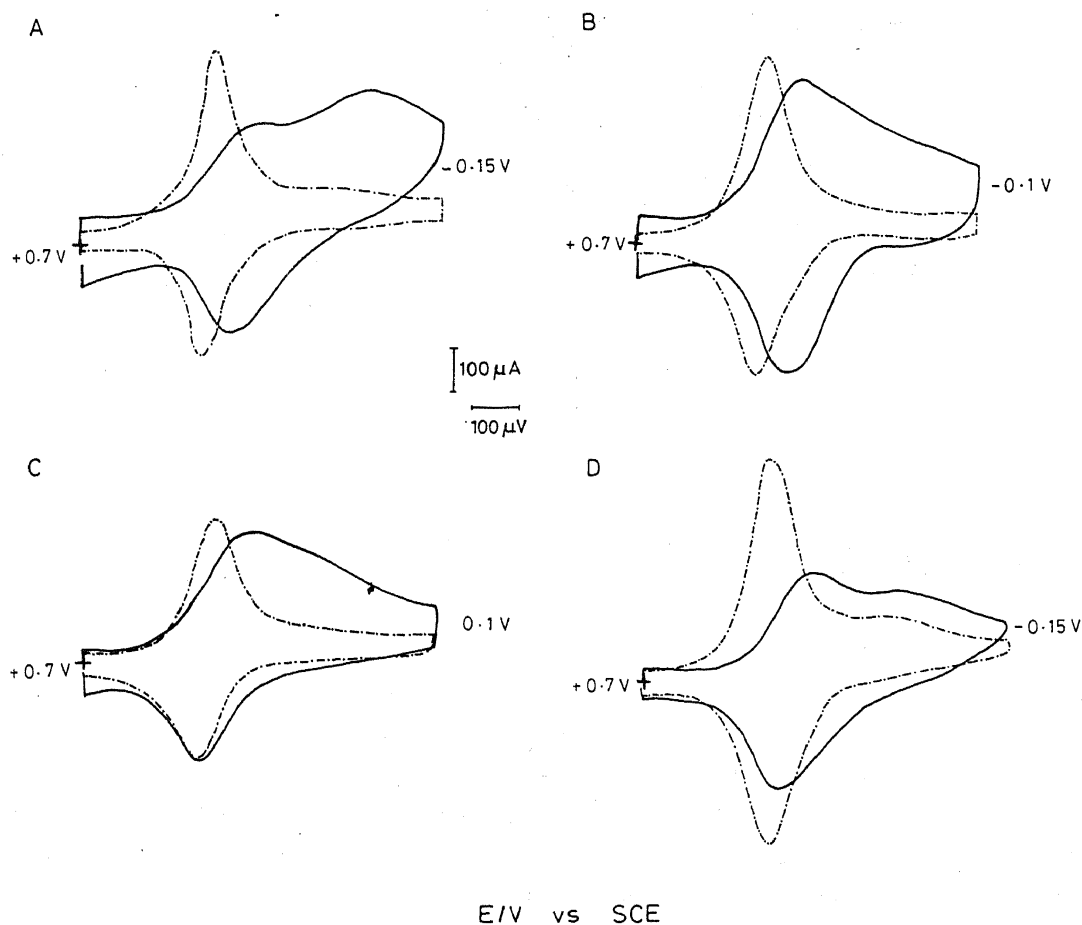 A
B
- 0·15 V
- 0·1 V
+0·7 V
+ 0·7 V
100 μA
100 μV
C
D
0·1 V
- 0·15 V
+ 0·7 V
+ 0·7 V
E/V vs SCE